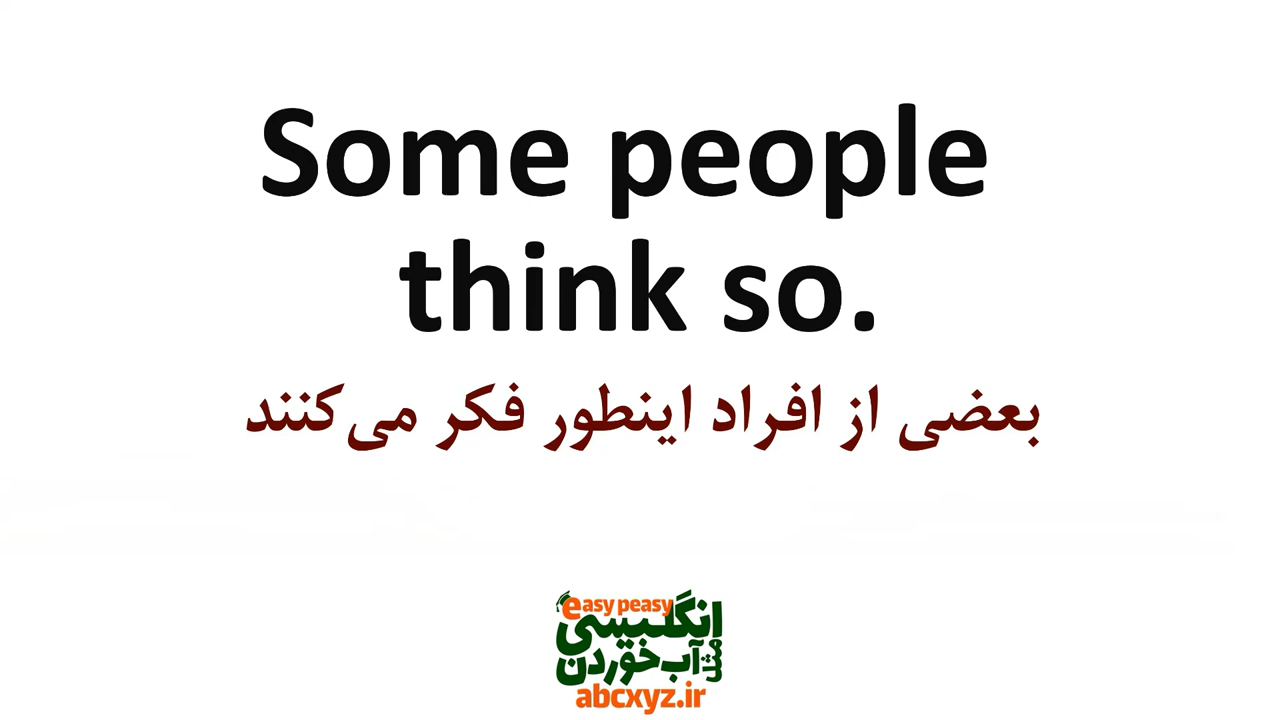 Some people
think so.
بعضی از افراد اینطور فکر می‌کنند
easy peasy
انگلیسی
مثل آب خوردن
abcxyz.ir